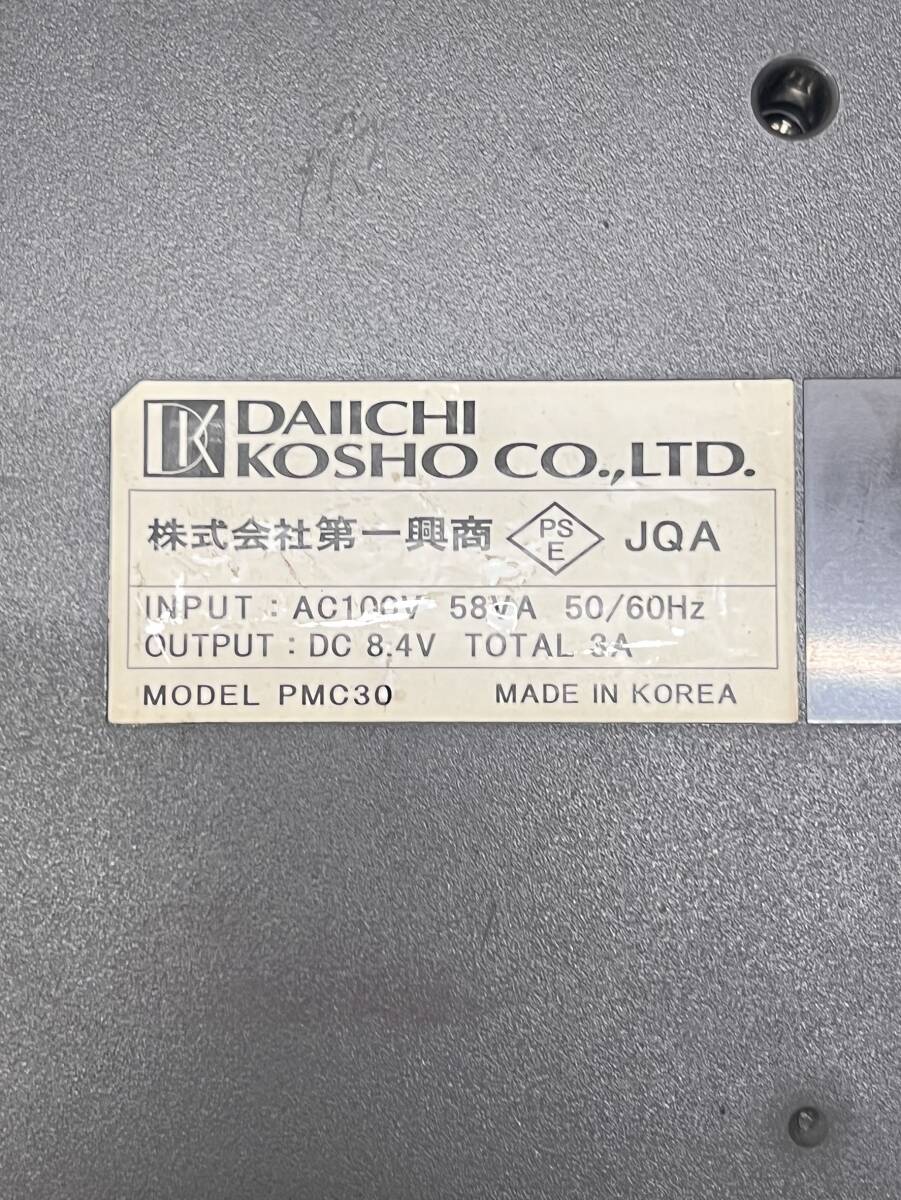 DK DAIICHI
KOSHO CO.,LTD.
株式会社第一興商 PS E JQA
INPUT : AC100V 58VA 50/60Hz
OUTPUT : DC 8.4V TOTAL 3A
MODEL PMC30 MADE IN KOREA